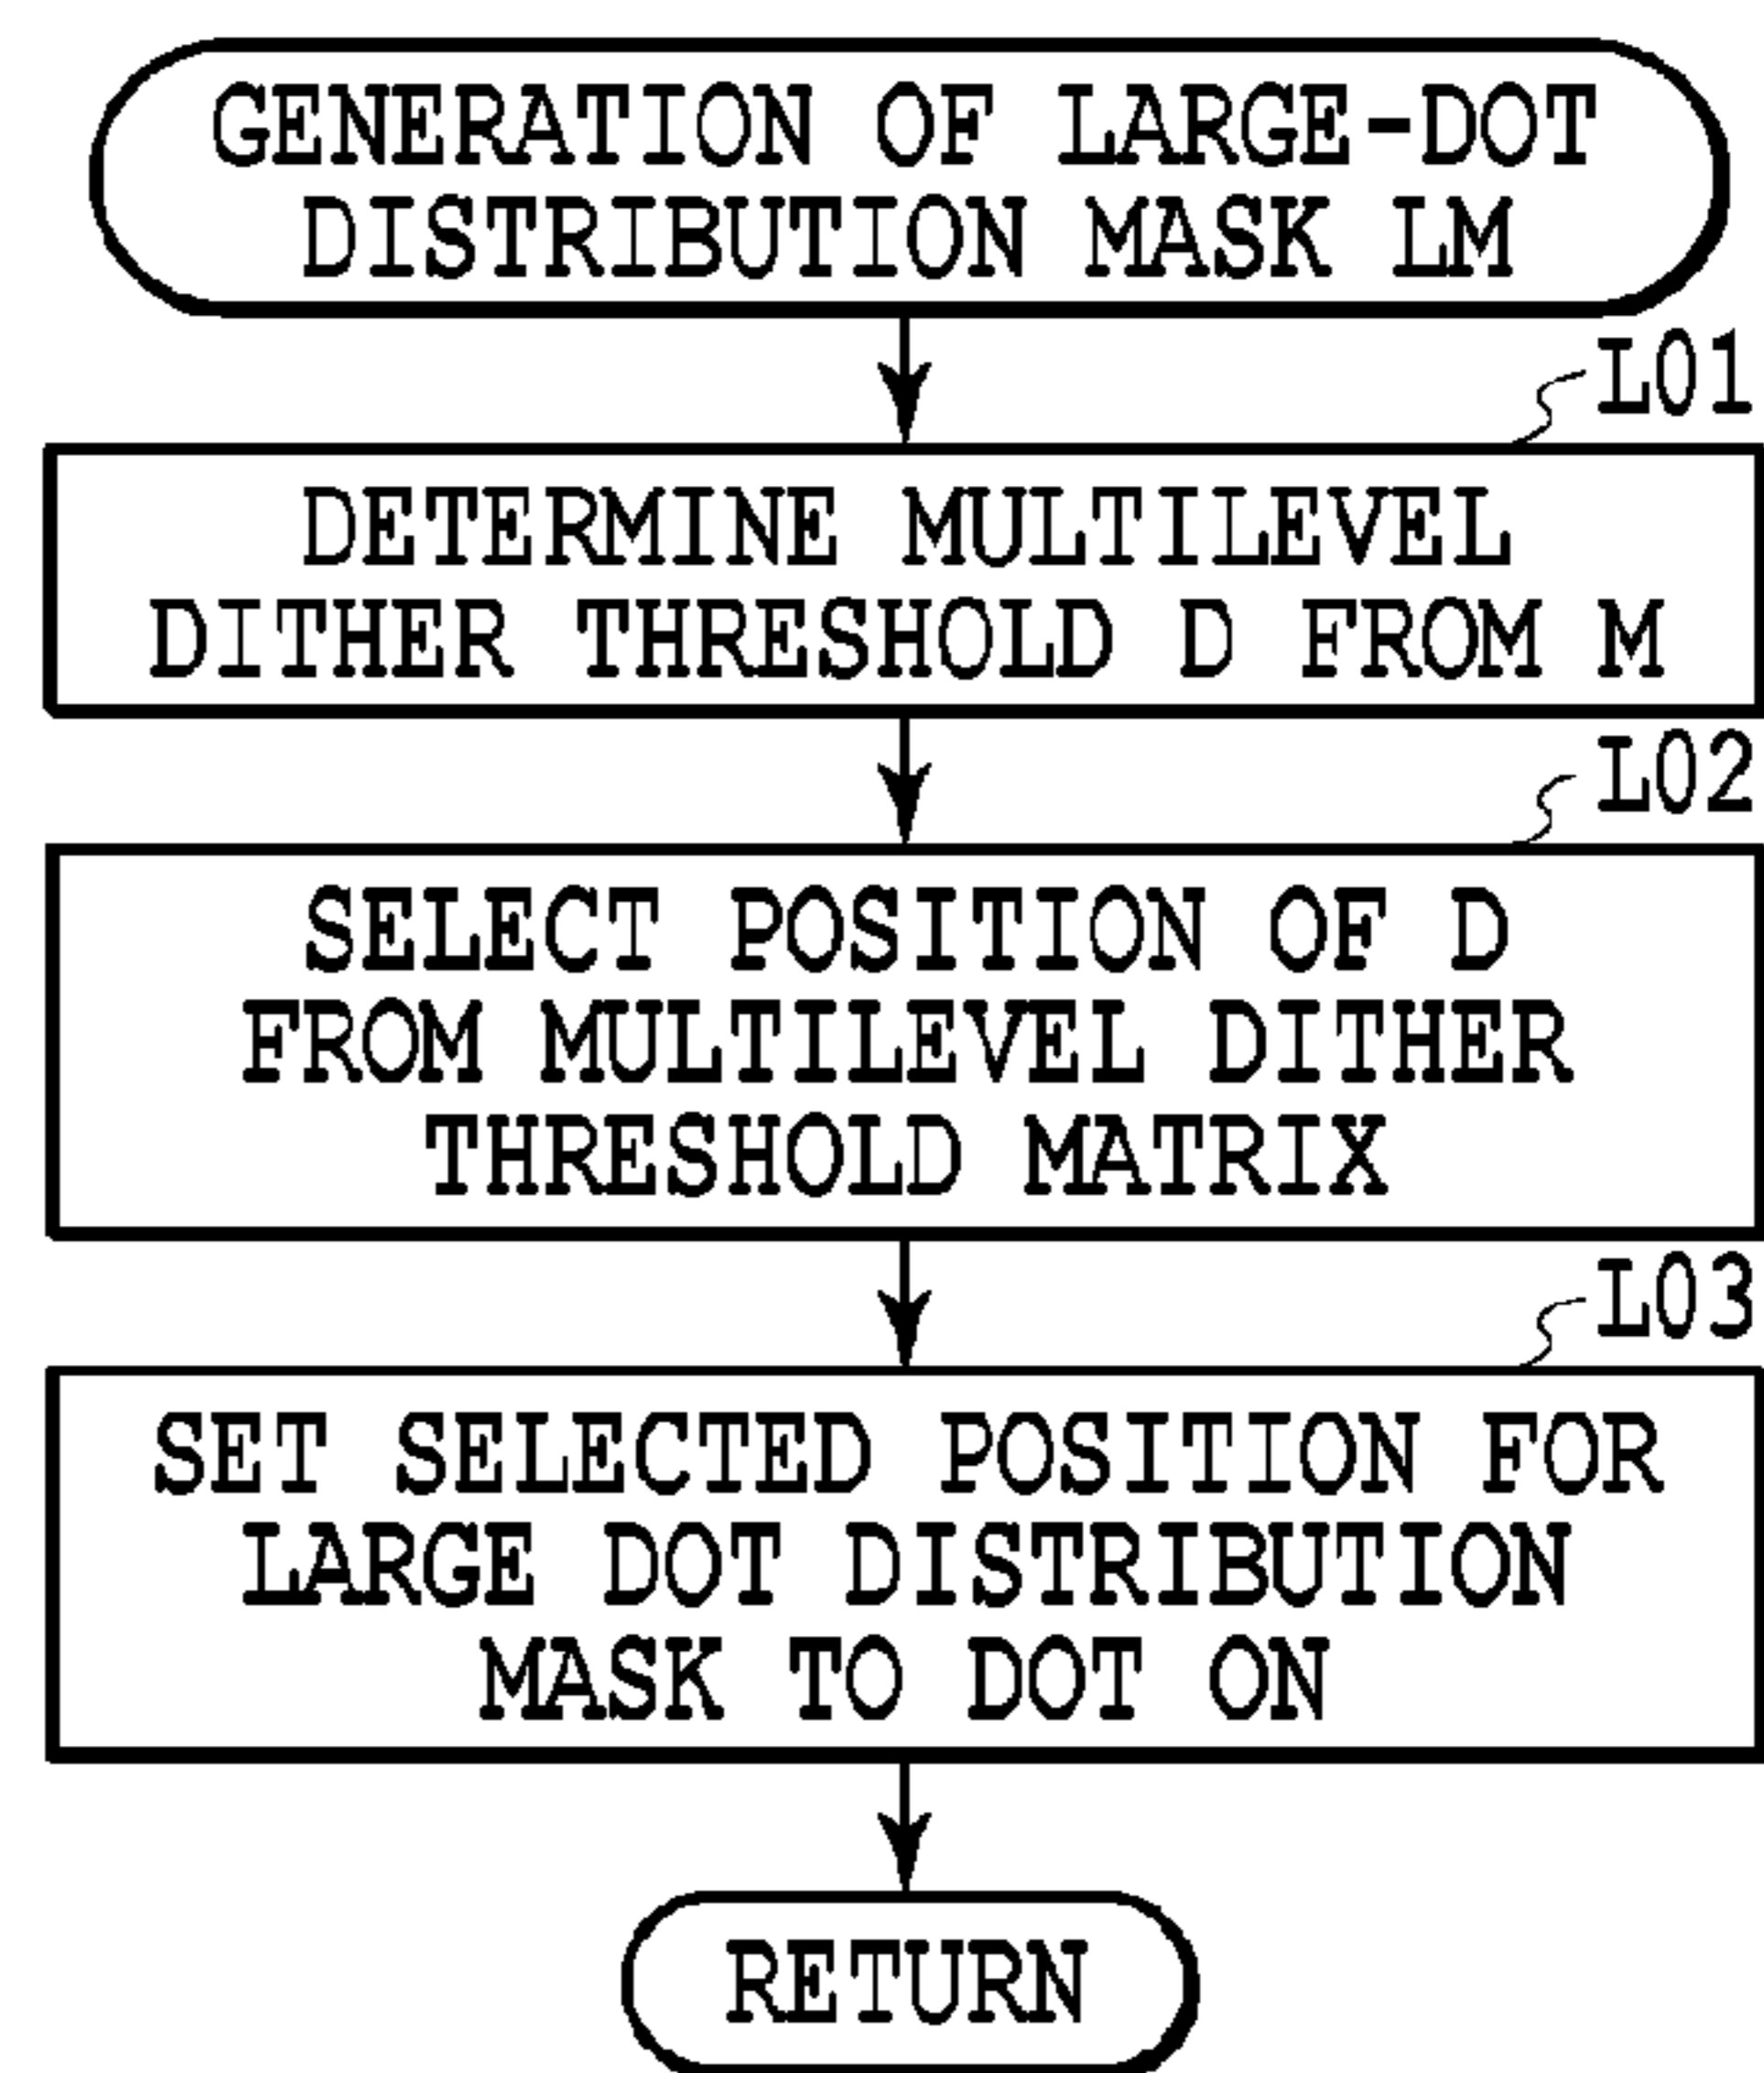 GENERATION OF LARGE-DOT
DISTRIBUTION MASK LM
L01
DETERMINE MULTILEVEL
DITHER THRESHOLD D FROM M
L02
SELECT POSITION OF D
FROM MULTILEVEL DITHER
THRESHOLD MATRIX
L03
SET SELECTED POSITION FOR
LARGE DOT DISTRIBUTION
MASK TO DOT ON
RETURN